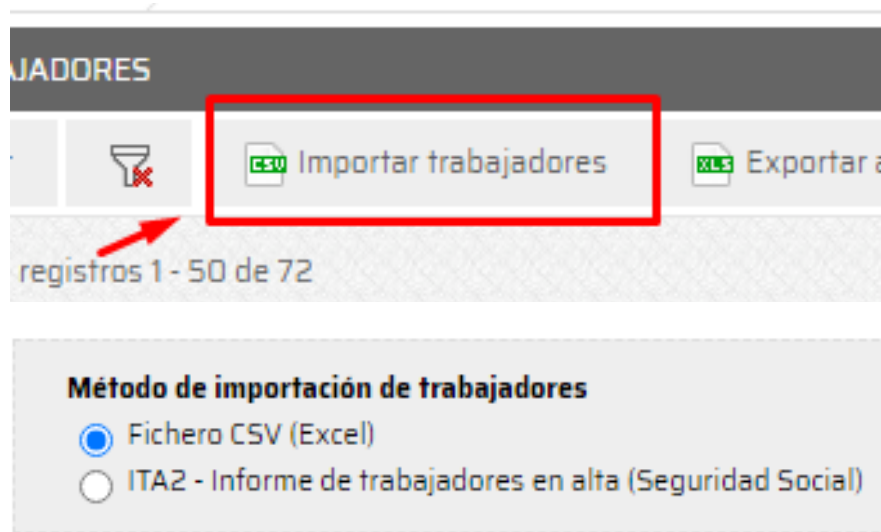 AJADORES
CSV Importar trabajadores
XLS Exportar a
registros 1 - 50 de 72
Método de importación de trabajadores
Fichero CSV (Excel)
ITA2 - Informe de trabajadores en alta (Seguridad Social)